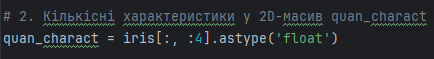 # 2. Кількісні характеристики у 2D-масив quan_charact
quan_charact = iris[:, :4].astype('float')